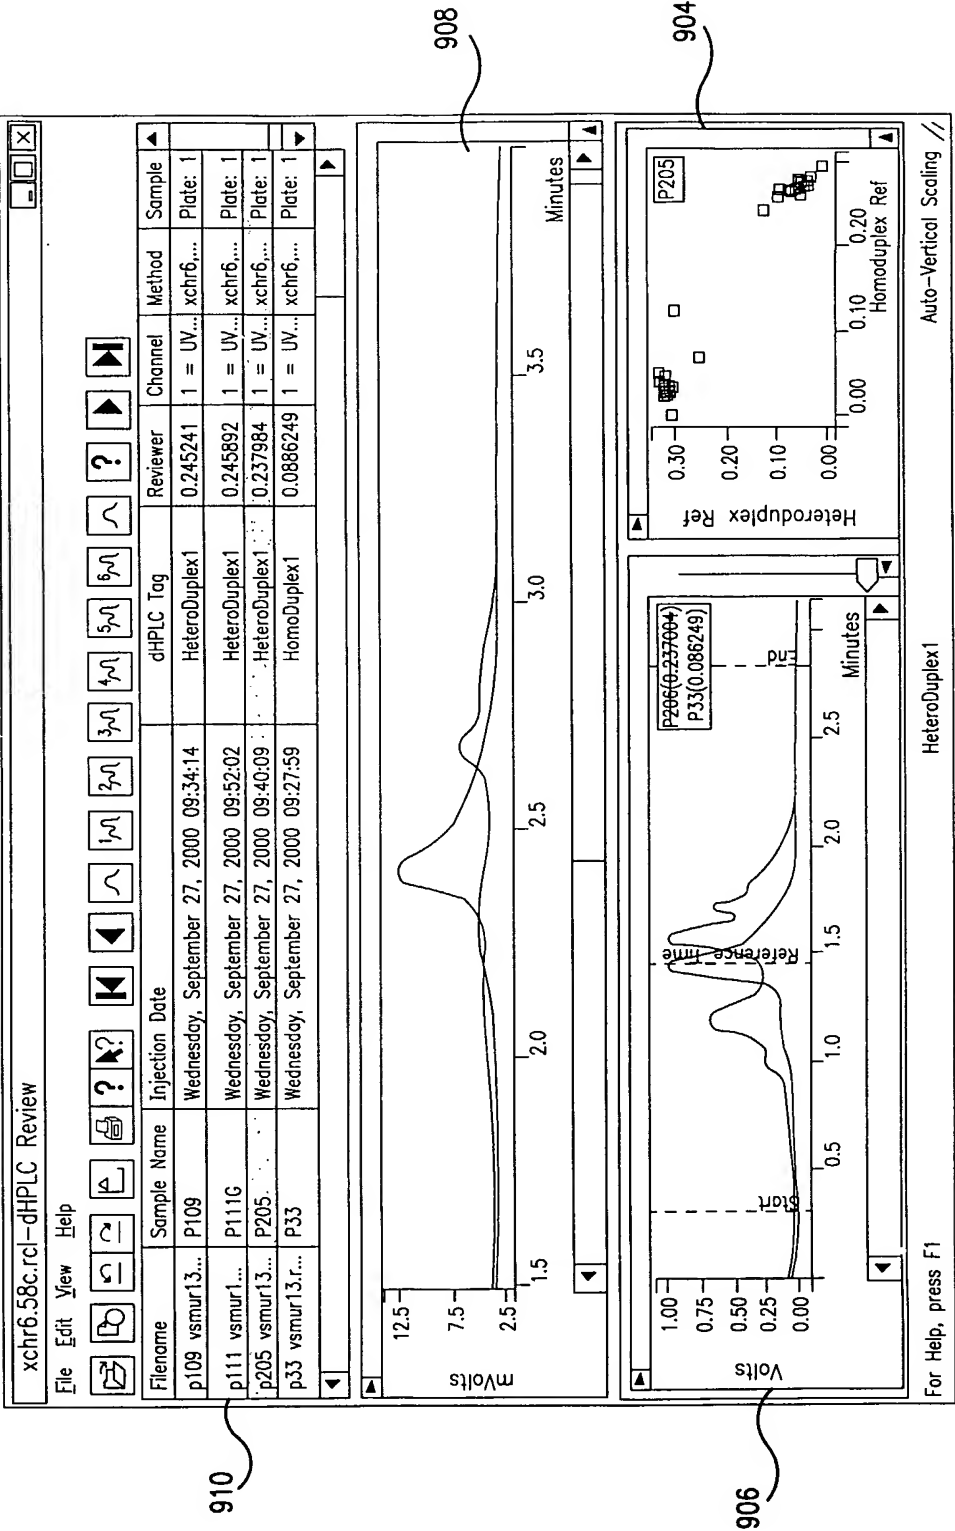 xchr6.58c.rcl-dHPLC Review
File Edit View Help
? ? 1 2 3 4 5 6 ?
Filename Sample Name Injection Date dHPLC Tag Reviewer Channel Method Sample
p109 vsmur13... P109 Wednesday, September 27, 2000 09:34:14 HeteroDuplex1 0.245241 1 = UV... xchr6,... Plate: 1
p111 vsmur1... P111G Wednesday, September 27, 2000 09:52:02 HeteroDuplex1 0.245892 1 = UV... xchr6,... Plate: 1
p205 vsmur13... P205 Wednesday, September 27, 2000 09:40:09 HeteroDuplex1 0.237984 1 = UV... xchr6,... Plate: 1
p33 vsmur13.r... P33 Wednesday, September 27, 2000 09:27:59 HomoDuplex1 0.0886249 1 = UV... xchr6,... Plate: 1
910
mVolts
12.5
7.5
2.5
1.5 2.0 2.5 3.0 3.5
Minutes
908
Volts
1.00
0.75
0.50
0.25
0.00
Start
Reference Time
End
P206(0.237004)
P33(0.086249)
0.5 1.0 1.5 2.0 2.5
Minutes
906
Heteroduplex Ref
0.30
0.20
0.10
0.00
P205
0.00 0.10 0.20
Homoduplex Ref
904
For Help, press F1 HeteroDuplex1 Auto-Vertical Scaling //